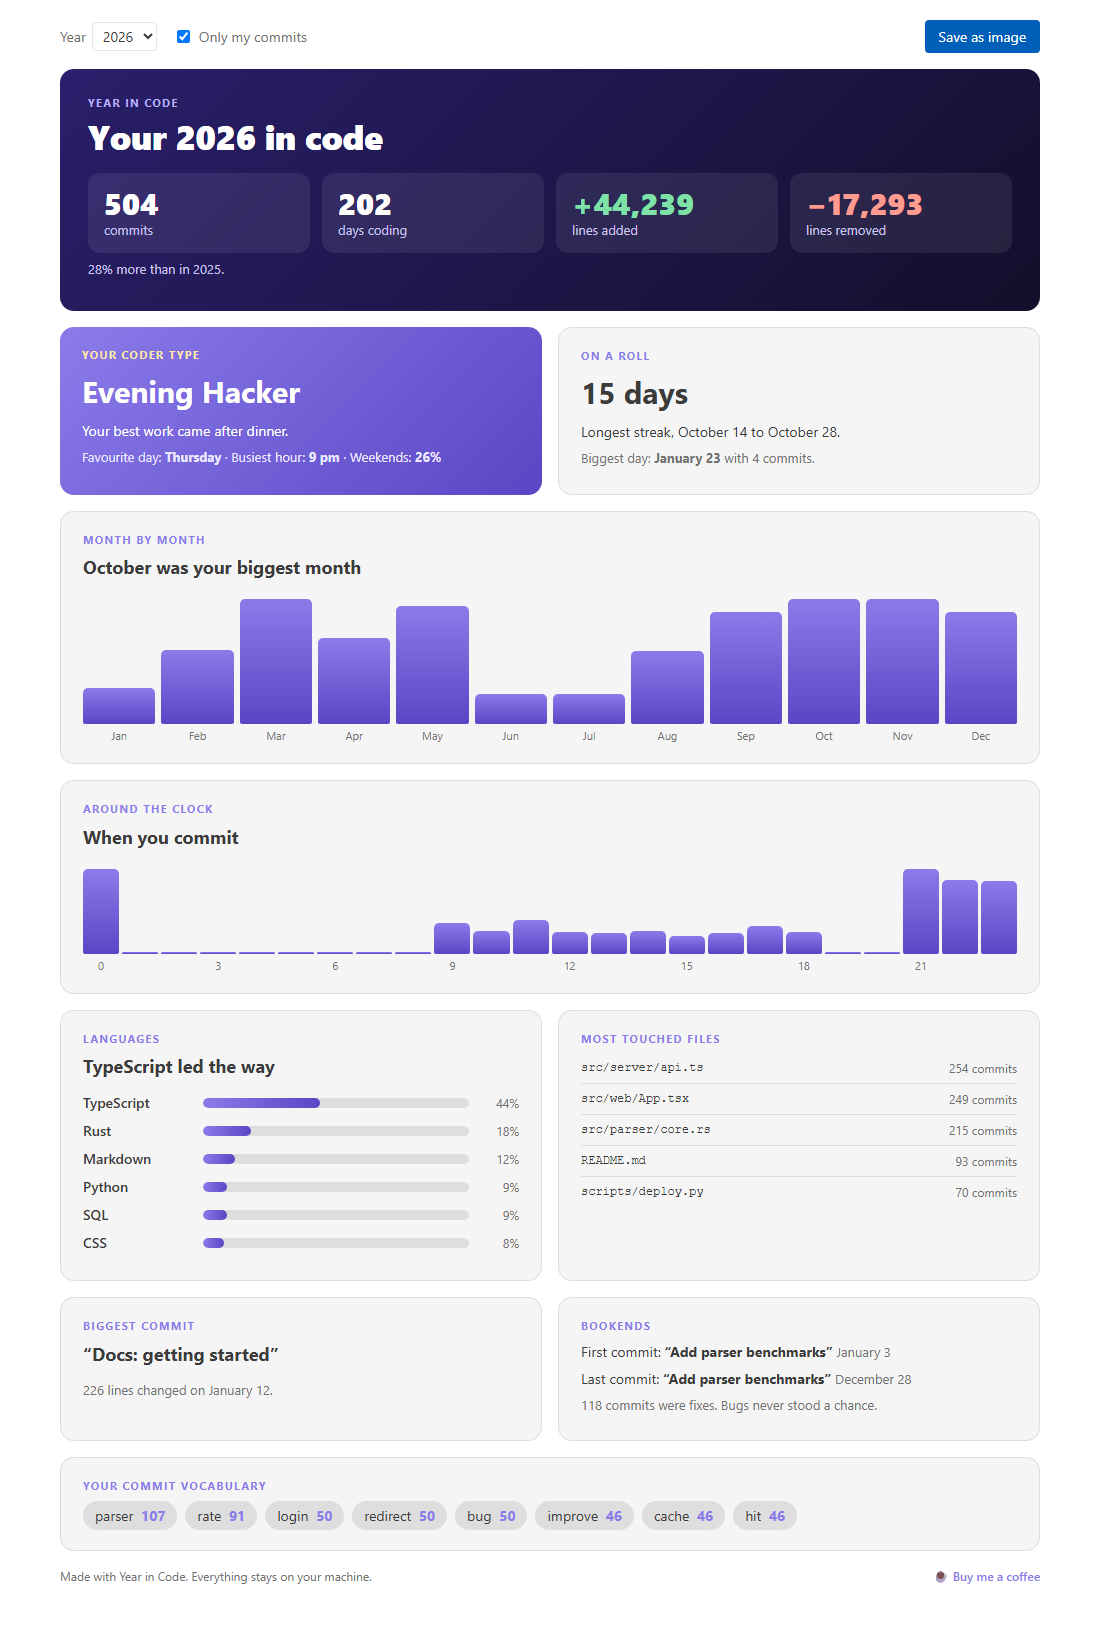 Year 2026 Only my commits Save as image
YEAR IN CODE
Your 2026 in code
504 202 +44,239 −17,293
commits days coding lines added lines removed
28% more than in 2025.
YOUR CODER TYPE
Evening Hacker
Your best work came after dinner.
Favourite day: Thursday · Busiest hour: 9 pm · Weekends: 26%
ON A ROLL
15 days
Longest streak, October 14 to October 28.
Biggest day: January 23 with 4 commits.
MONTH BY MONTH
October was your biggest month
Jan Feb Mar Apr May Jun Jul Aug Sep Oct Nov Dec
AROUND THE CLOCK
When you commit
0 3 6 9 12 15 18 21
LANGUAGES
TypeScript led the way
TypeScript 44%
Rust 18%
Markdown 12%
Python 9%
SQL 9%
CSS 8%
MOST TOUCHED FILES
src/server/api.ts 254 commits
src/web/App.tsx 249 commits
src/parser/core.rs 215 commits
README.md 93 commits
scripts/deploy.py 70 commits
BIGGEST COMMIT
“Docs: getting started”
226 lines changed on January 12.
BOOKENDS
First commit: “Add parser benchmarks” January 3
Last commit: “Add parser benchmarks” December 28
118 commits were fixes. Bugs never stood a chance.
YOUR COMMIT VOCABULARY
parser 107 rate 91 login 50 redirect 50 bug 50 improve 46 cache 46 hit 46
Made with Year in Code. Everything stays on your machine. Buy me a coffee